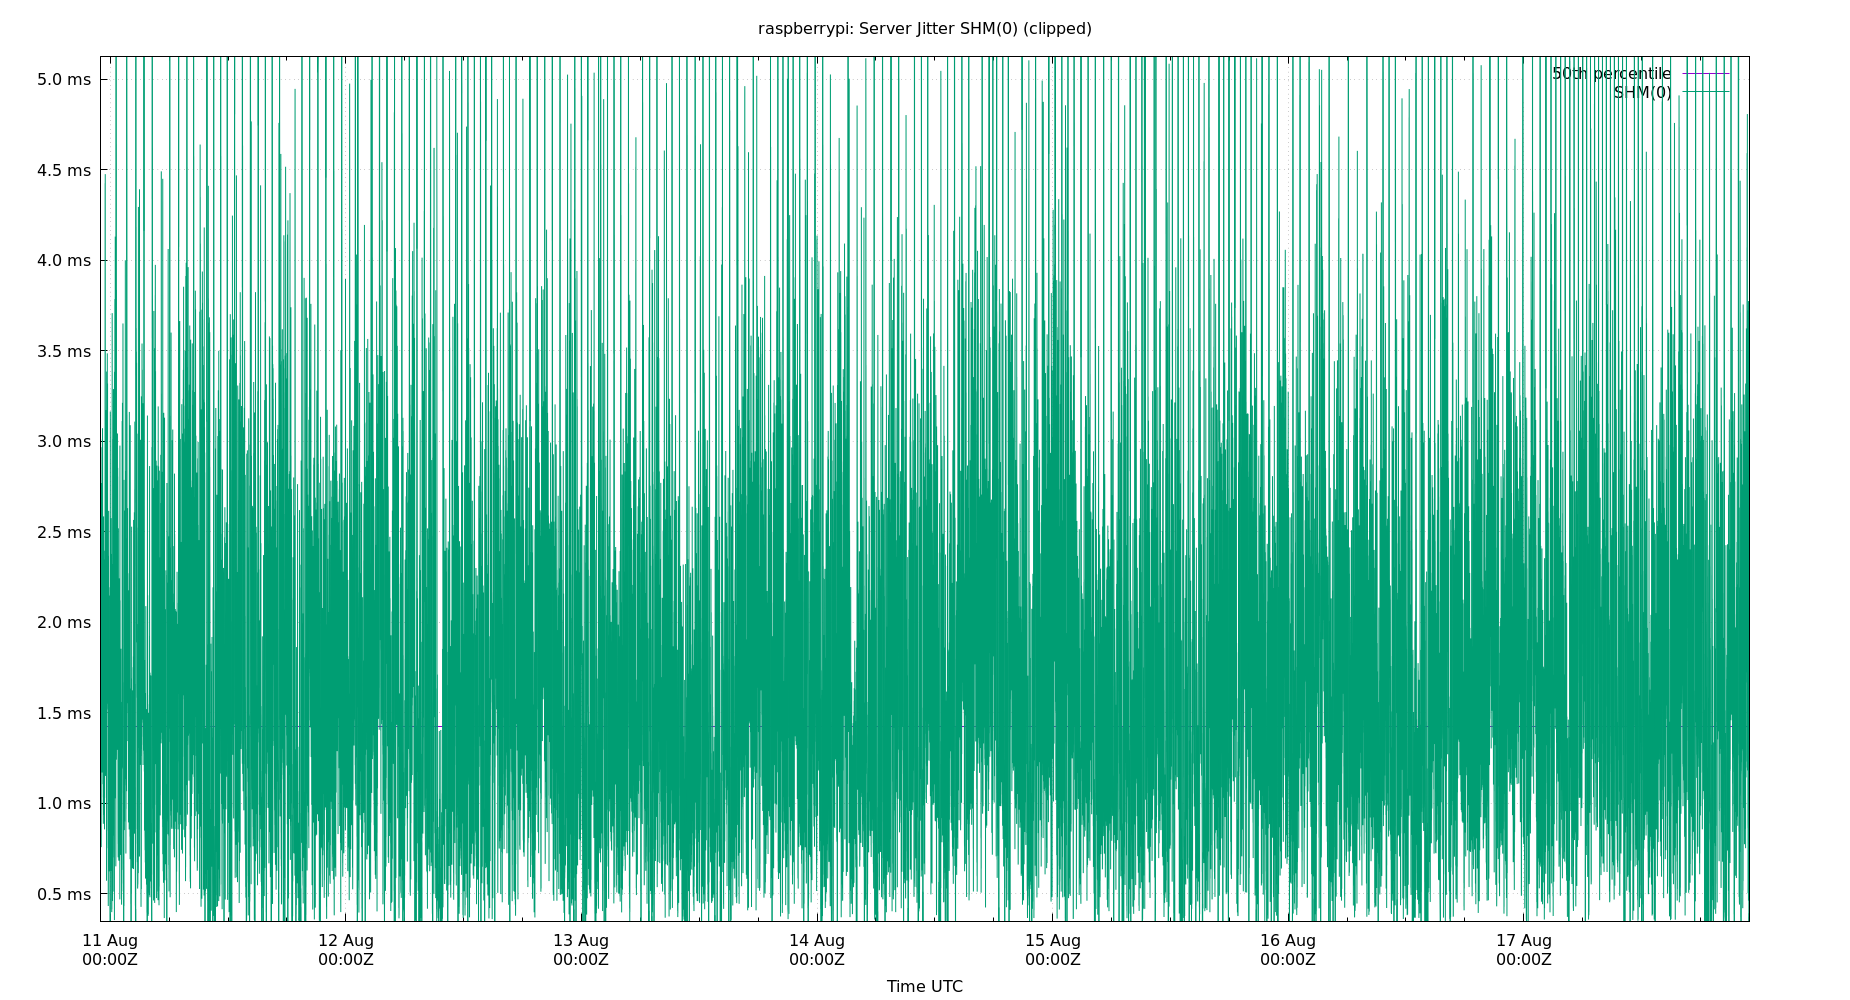 raspberrypi: Server Jitter SHM(0) (clipped)
5.0 ms
4.5 ms
4.0 ms
3.5 ms
3.0 ms
2.5 ms
2.0 ms
1.5 ms
1.0 ms
0.5 ms
50th percentile
SHM(0)
11 Aug 12 Aug 13 Aug 14 Aug 15 Aug 16 Aug 17 Aug
00:00Z 00:00Z 00:00Z 00:00Z 00:00Z 00:00Z 00:00Z
Time UTC